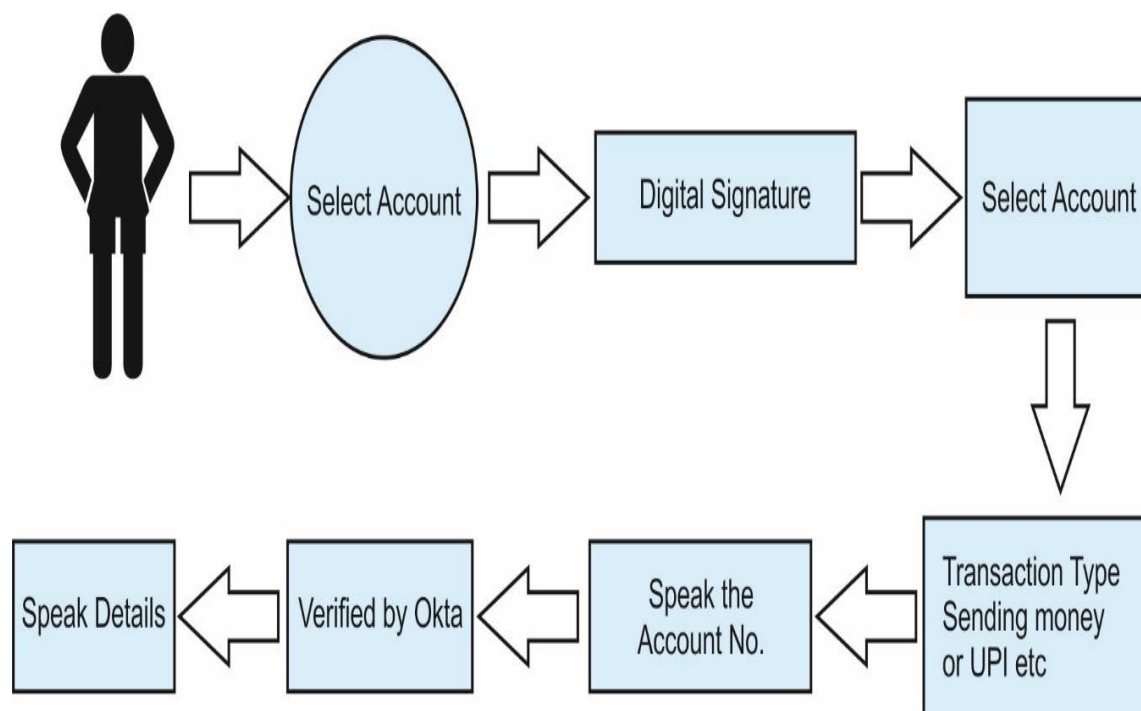 Select Account
Digital Signature
Select Account
Transaction Type
Sending money
or UPI etc
Speak the
Account No.
Verified by Okta
Speak Details